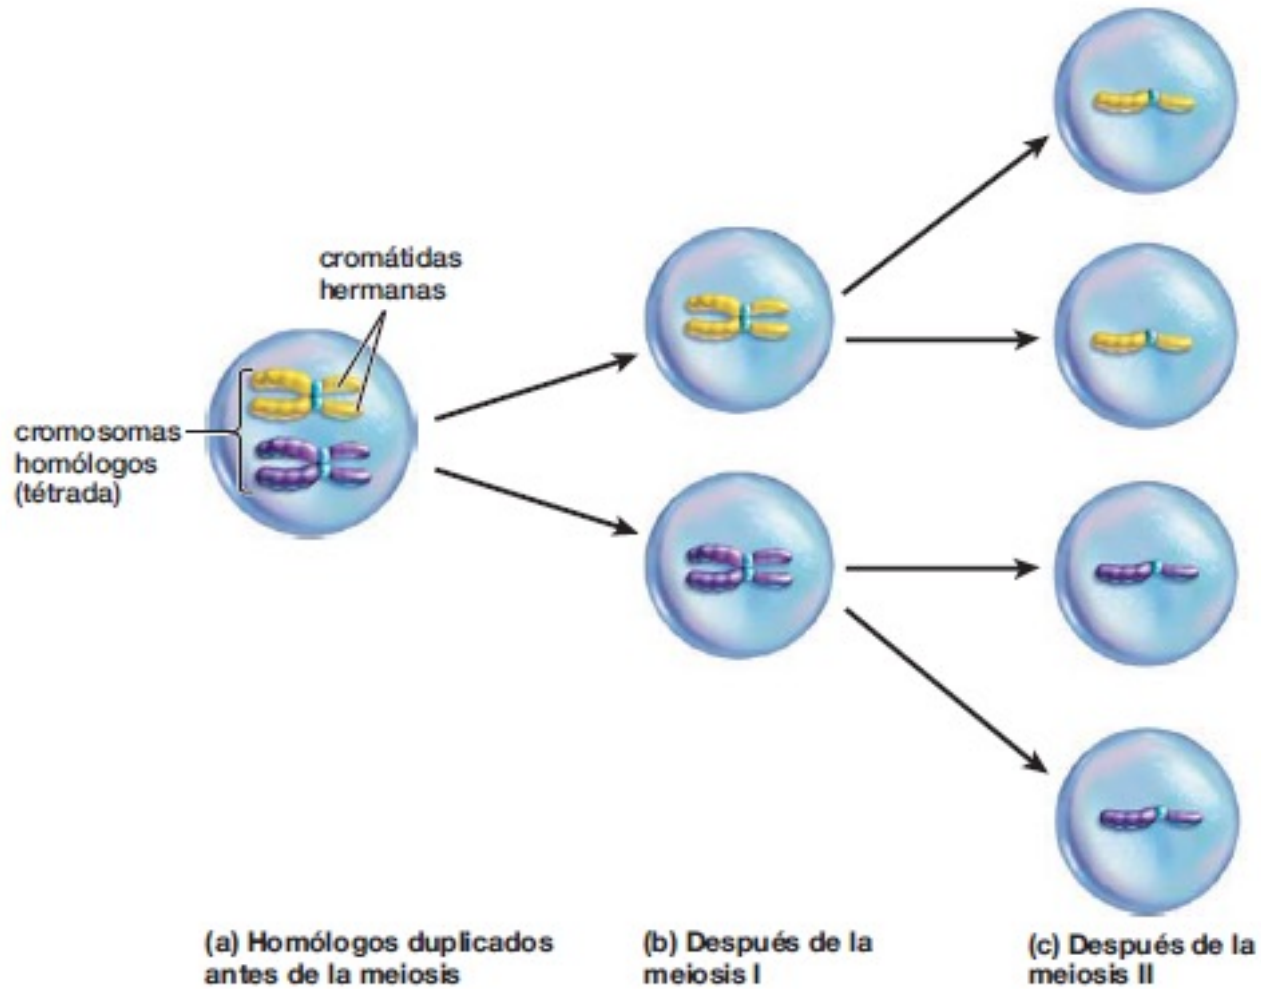 cromátidas
hermanas
cromosomas
homólogos
(tétrada)
(a) Homólogos duplicados
antes de la meiosis
(b) Después de la
meiosis I
(c) Después de la
meiosis II